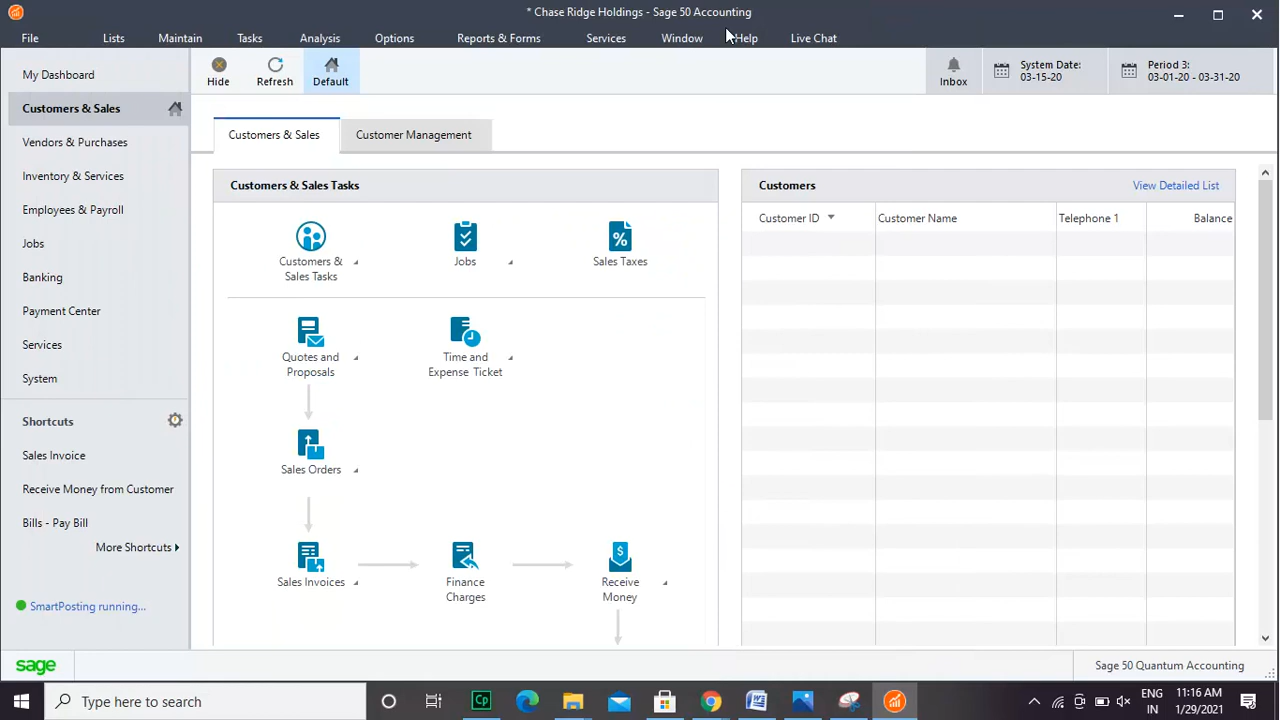 * Chase Ridge Holdings - Sage 50 Accounting
File Lists Maintain Tasks Analysis Options Reports & Forms Services Window Help Live Chat
My Dashboard
Customers & Sales
Vendors & Purchases
Inventory & Services
Employees & Payroll
Jobs
Banking
Payment Center
Services
System
Shortcuts
Sales Invoice
Receive Money from Customer
Bills - Pay Bill
More Shortcuts
SmartPosting running...
Hide Refresh Default
Inbox
System Date:
03-15-20
Period 3:
03-01-20 - 03-31-20
Customers & Sales Customer Management
Customers & Sales Tasks
Customers &
Sales Tasks
Jobs
Sales Taxes
Quotes and
Proposals
Time and
Expense Ticket
Sales Orders
Sales Invoices
Finance
Charges
Receive
Money
Customers View Detailed List
Customer ID Customer Name Telephone 1 Balance
sage
Sage 50 Quantum Accounting
Type here to search
Cp
ENG
IN
11:16 AM
1/29/2021